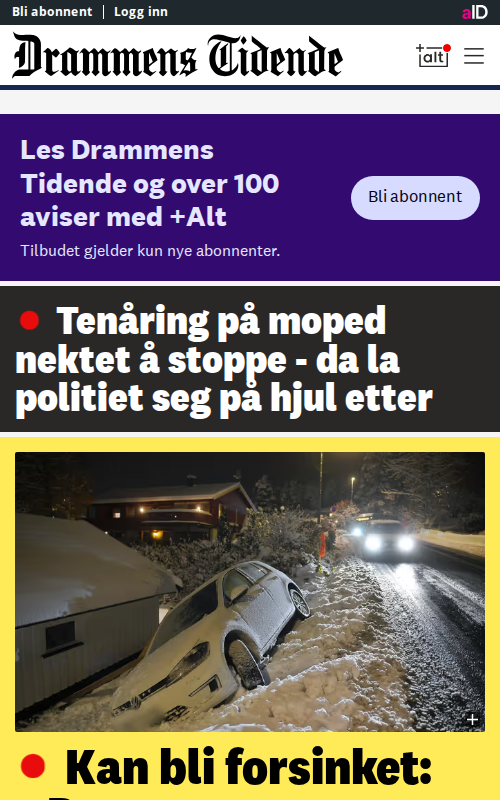 Bli abonnent | Logg inn
aID
Drammens Tidende
+alt
Les Drammens
Tidende og over 100
aviser med +Alt
Tilbudet gjelder kun nye abonnenter.
Bli abonnent
Tenåring på moped
nektet å stoppe - da la
politiet seg på hjul etter
+
Kan bli forsinket: